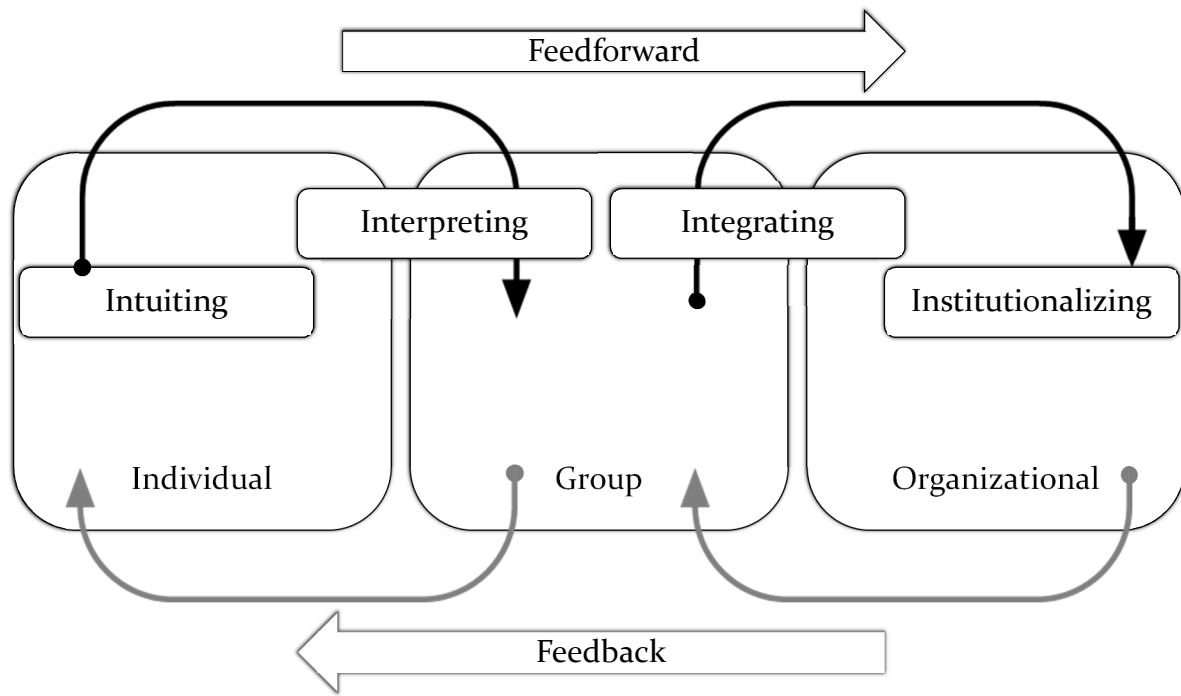 Feedforward
Interpreting
Integrating
Intuiting
Institutionalizing
Individual
Group
Organizational
Feedback